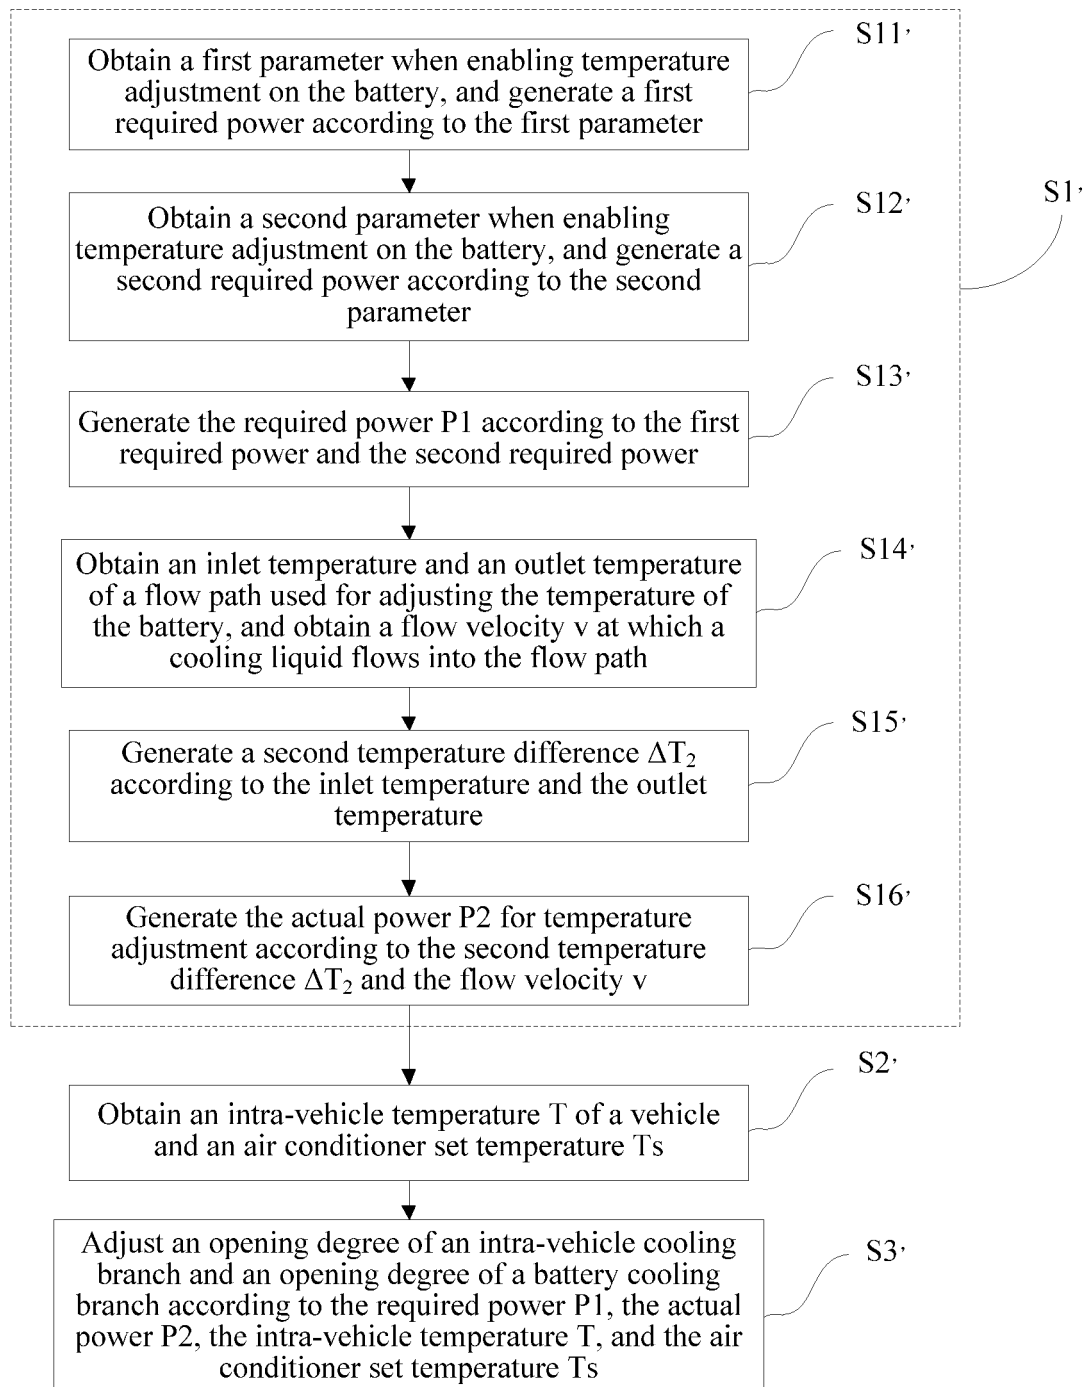 S11'
Obtain a first parameter when enabling temperature
adjustment on the battery, and generate a first
required power according to the first parameter
S12'
Obtain a second parameter when enabling
temperature adjustment on the battery, and generate a
second required power according to the second
parameter
S1'
S13'
Generate the required power P1 according to the first
required power and the second required power
S14'
Obtain an inlet temperature and an outlet temperature
of a flow path used for adjusting the temperature of
the battery, and obtain a flow velocity v at which a
cooling liquid flows into the flow path
S15'
Generate a second temperature difference ΔT₂
according to the inlet temperature and the outlet
temperature
S16'
Generate the actual power P2 for temperature
adjustment according to the second temperature
difference ΔT₂ and the flow velocity v
S2'
Obtain an intra-vehicle temperature T of a vehicle
and an air conditioner set temperature Ts
S3'
Adjust an opening degree of an intra-vehicle cooling
branch and an opening degree of a battery cooling
branch according to the required power P1, the actual
power P2, the intra-vehicle temperature T, and the air
conditioner set temperature Ts